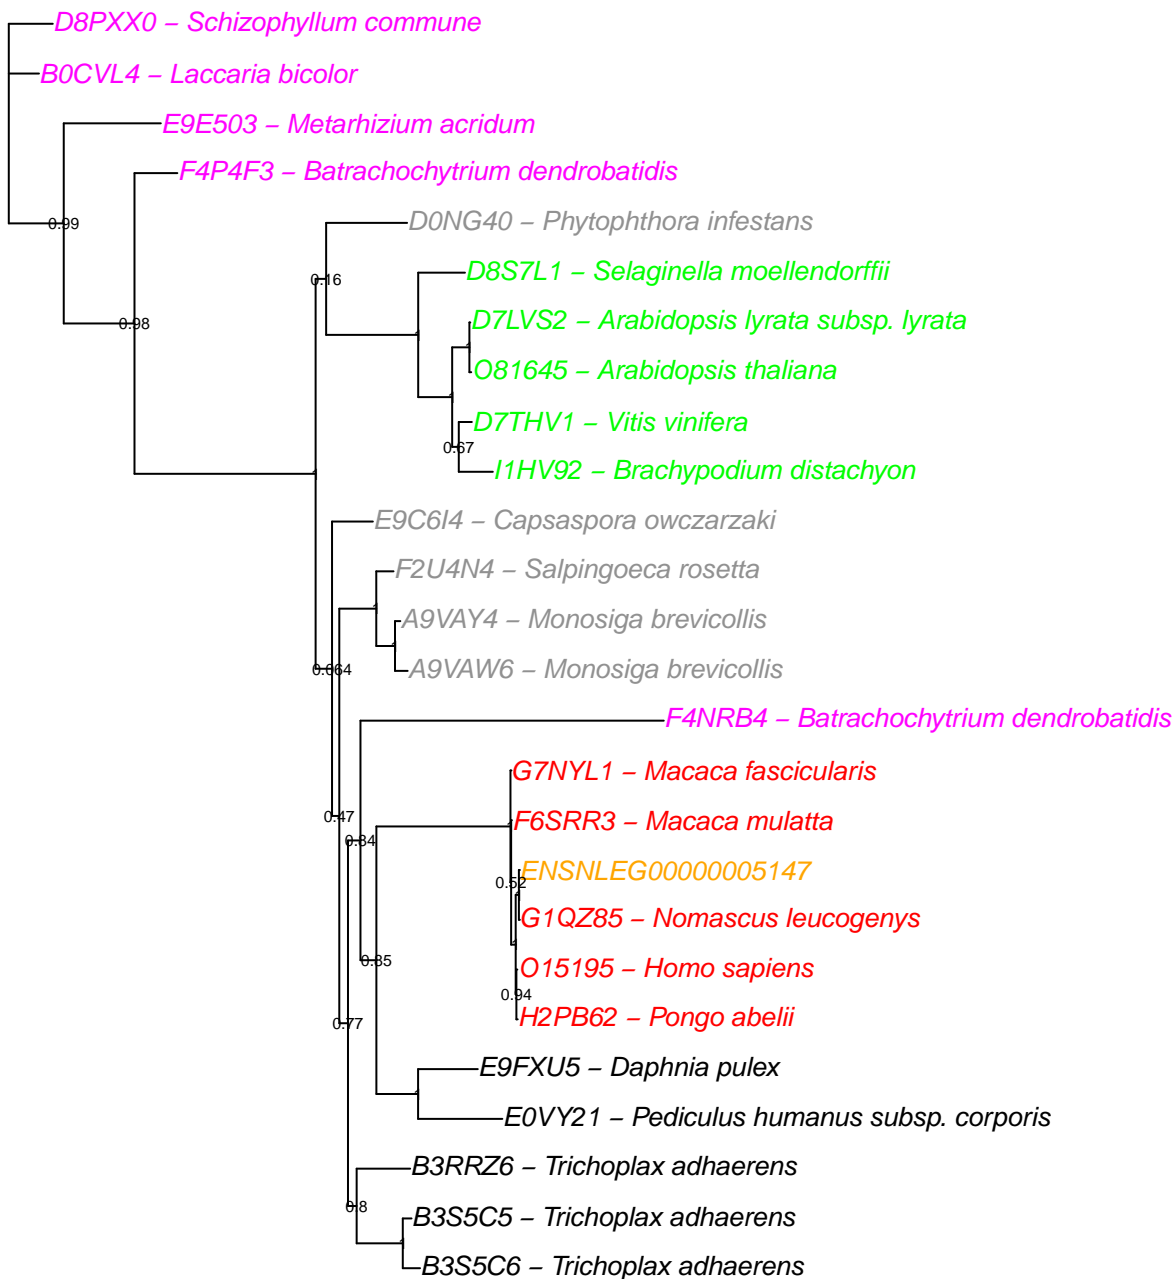 D8PXX0 – Schizophyllum commune
B0CVL4 – Laccaria bicolor
E9E503 – Metarhizium acridum
F4P4F3 – Batrachochytrium dendrobatidis
0.99
D0NG40 – Phytophthora infestans
0.16
D8S7L1 – Selaginella moellendorffii
0.98
D7LVS2 – Arabidopsis lyrata subsp. lyrata
O81645 – Arabidopsis thaliana
D7THV1 – Vitis vinifera
0.67
I1HV92 – Brachypodium distachyon
E9C6I4 – Capsaspora owczarzaki
F2U4N4 – Salpingoeca rosetta
A9VAY4 – Monosiga brevicollis
0.064
A9VAW6 – Monosiga brevicollis
F4NRB4 – Batrachochytrium dendrobatidis
G7NYL1 – Macaca fascicularis
0.47
F6SRR3 – Macaca mulatta
0.84
ENSNLEG00000005147
0.52
G1QZ85 – Nomascus leucogenys
0.85
O15195 – Homo sapiens
0.94
H2PB62 – Pongo abelii
0.77
E9FXU5 – Daphnia pulex
E0VY21 – Pediculus humanus subsp. corporis
B3RRZ6 – Trichoplax adhaerens
0.8
B3S5C5 – Trichoplax adhaerens
B3S5C6 – Trichoplax adhaerens